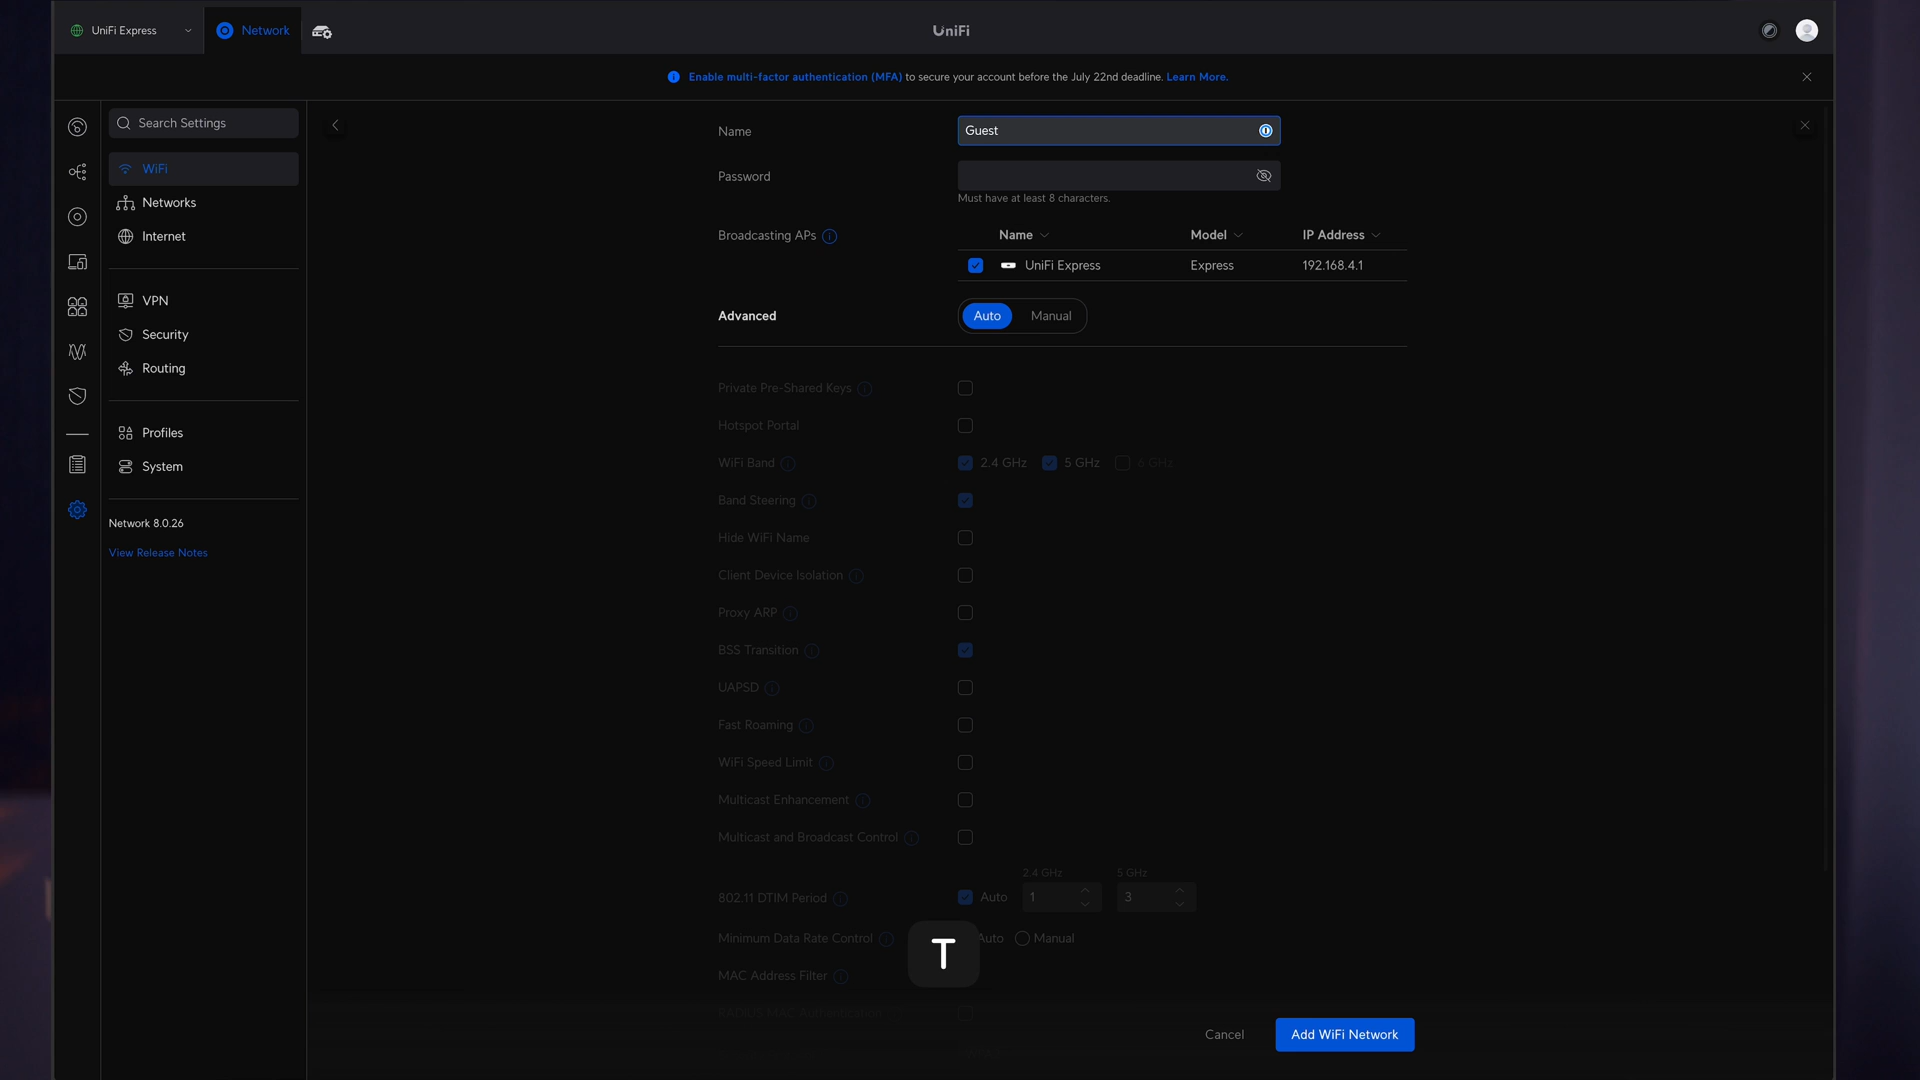 UniFi Express
Network
UniFi
Enable multi-factor authentication (MFA) to secure your account before the July 22nd deadline. Learn More.
Search Settings
WiFi
Networks
Internet
VPN
Security
Routing
Profiles
System
Network 8.0.26
View Release Notes
Name
Guest
Password
Must have at least 8 characters.
Broadcasting APs
Name Model IP Address
UniFi Express Express 192.168.4.1
Advanced
Auto Manual
Private Pre-Shared Keys
Hotspot Portal
WiFi Band 2.4 GHz 5 GHz 6 GHz
Band Steering
Hide WiFi Name
Client Device Isolation
Proxy ARP
BSS Transition
UAPSD
Fast Roaming
WiFi Speed Limit
Multicast Enhancement
Multicast and Broadcast Control
2.4 GHz 5 GHz
802.11 DTIM Period Auto 1 3
Minimum Data Rate Control Auto Manual
T
MAC Address Filter
RADIUS MAC Authentication
Cancel
Add WiFi Network